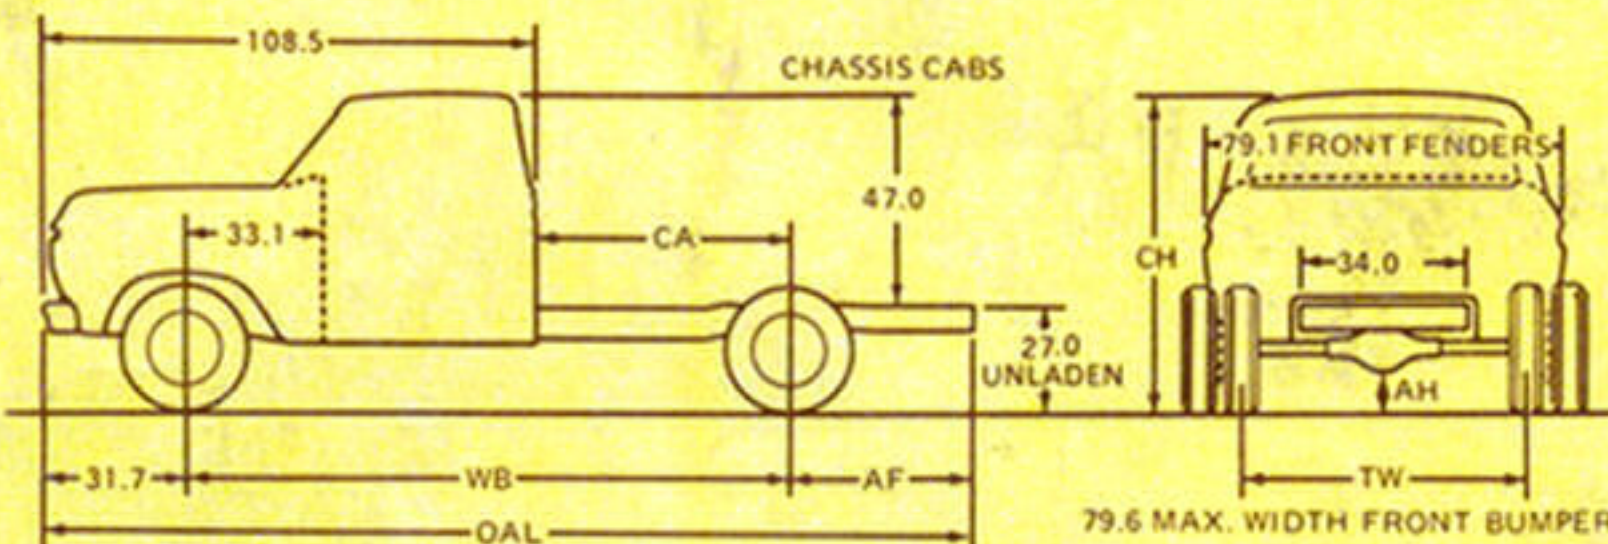 108.5
CHASSIS CABS
79.1 FRONT FENDERS
47.0
33.1
CA
CH
34.0
27.0
UNLADEN
AH
31.7
WB
AF
TW
OAL
79.6 MAX. WIDTH FRONT BUMPER